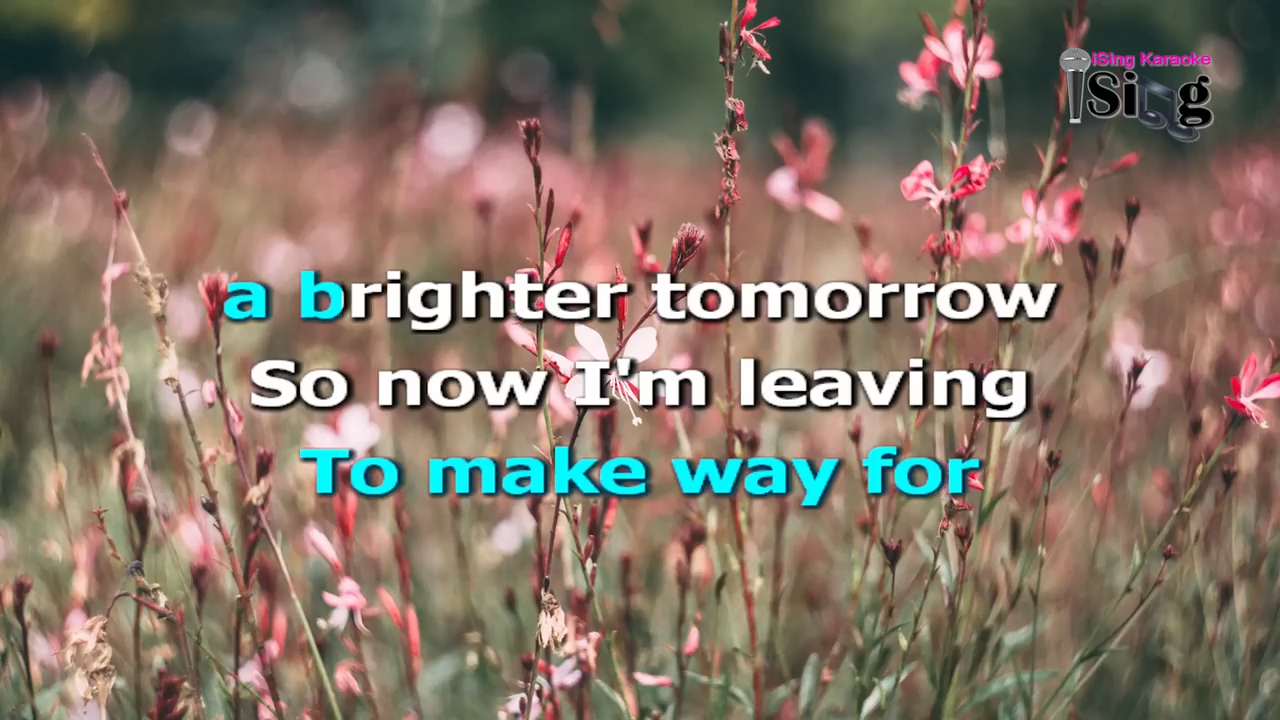 iSing Karaoke
iSing
a brighter tomorrow
So now I'm leaving
To make way for